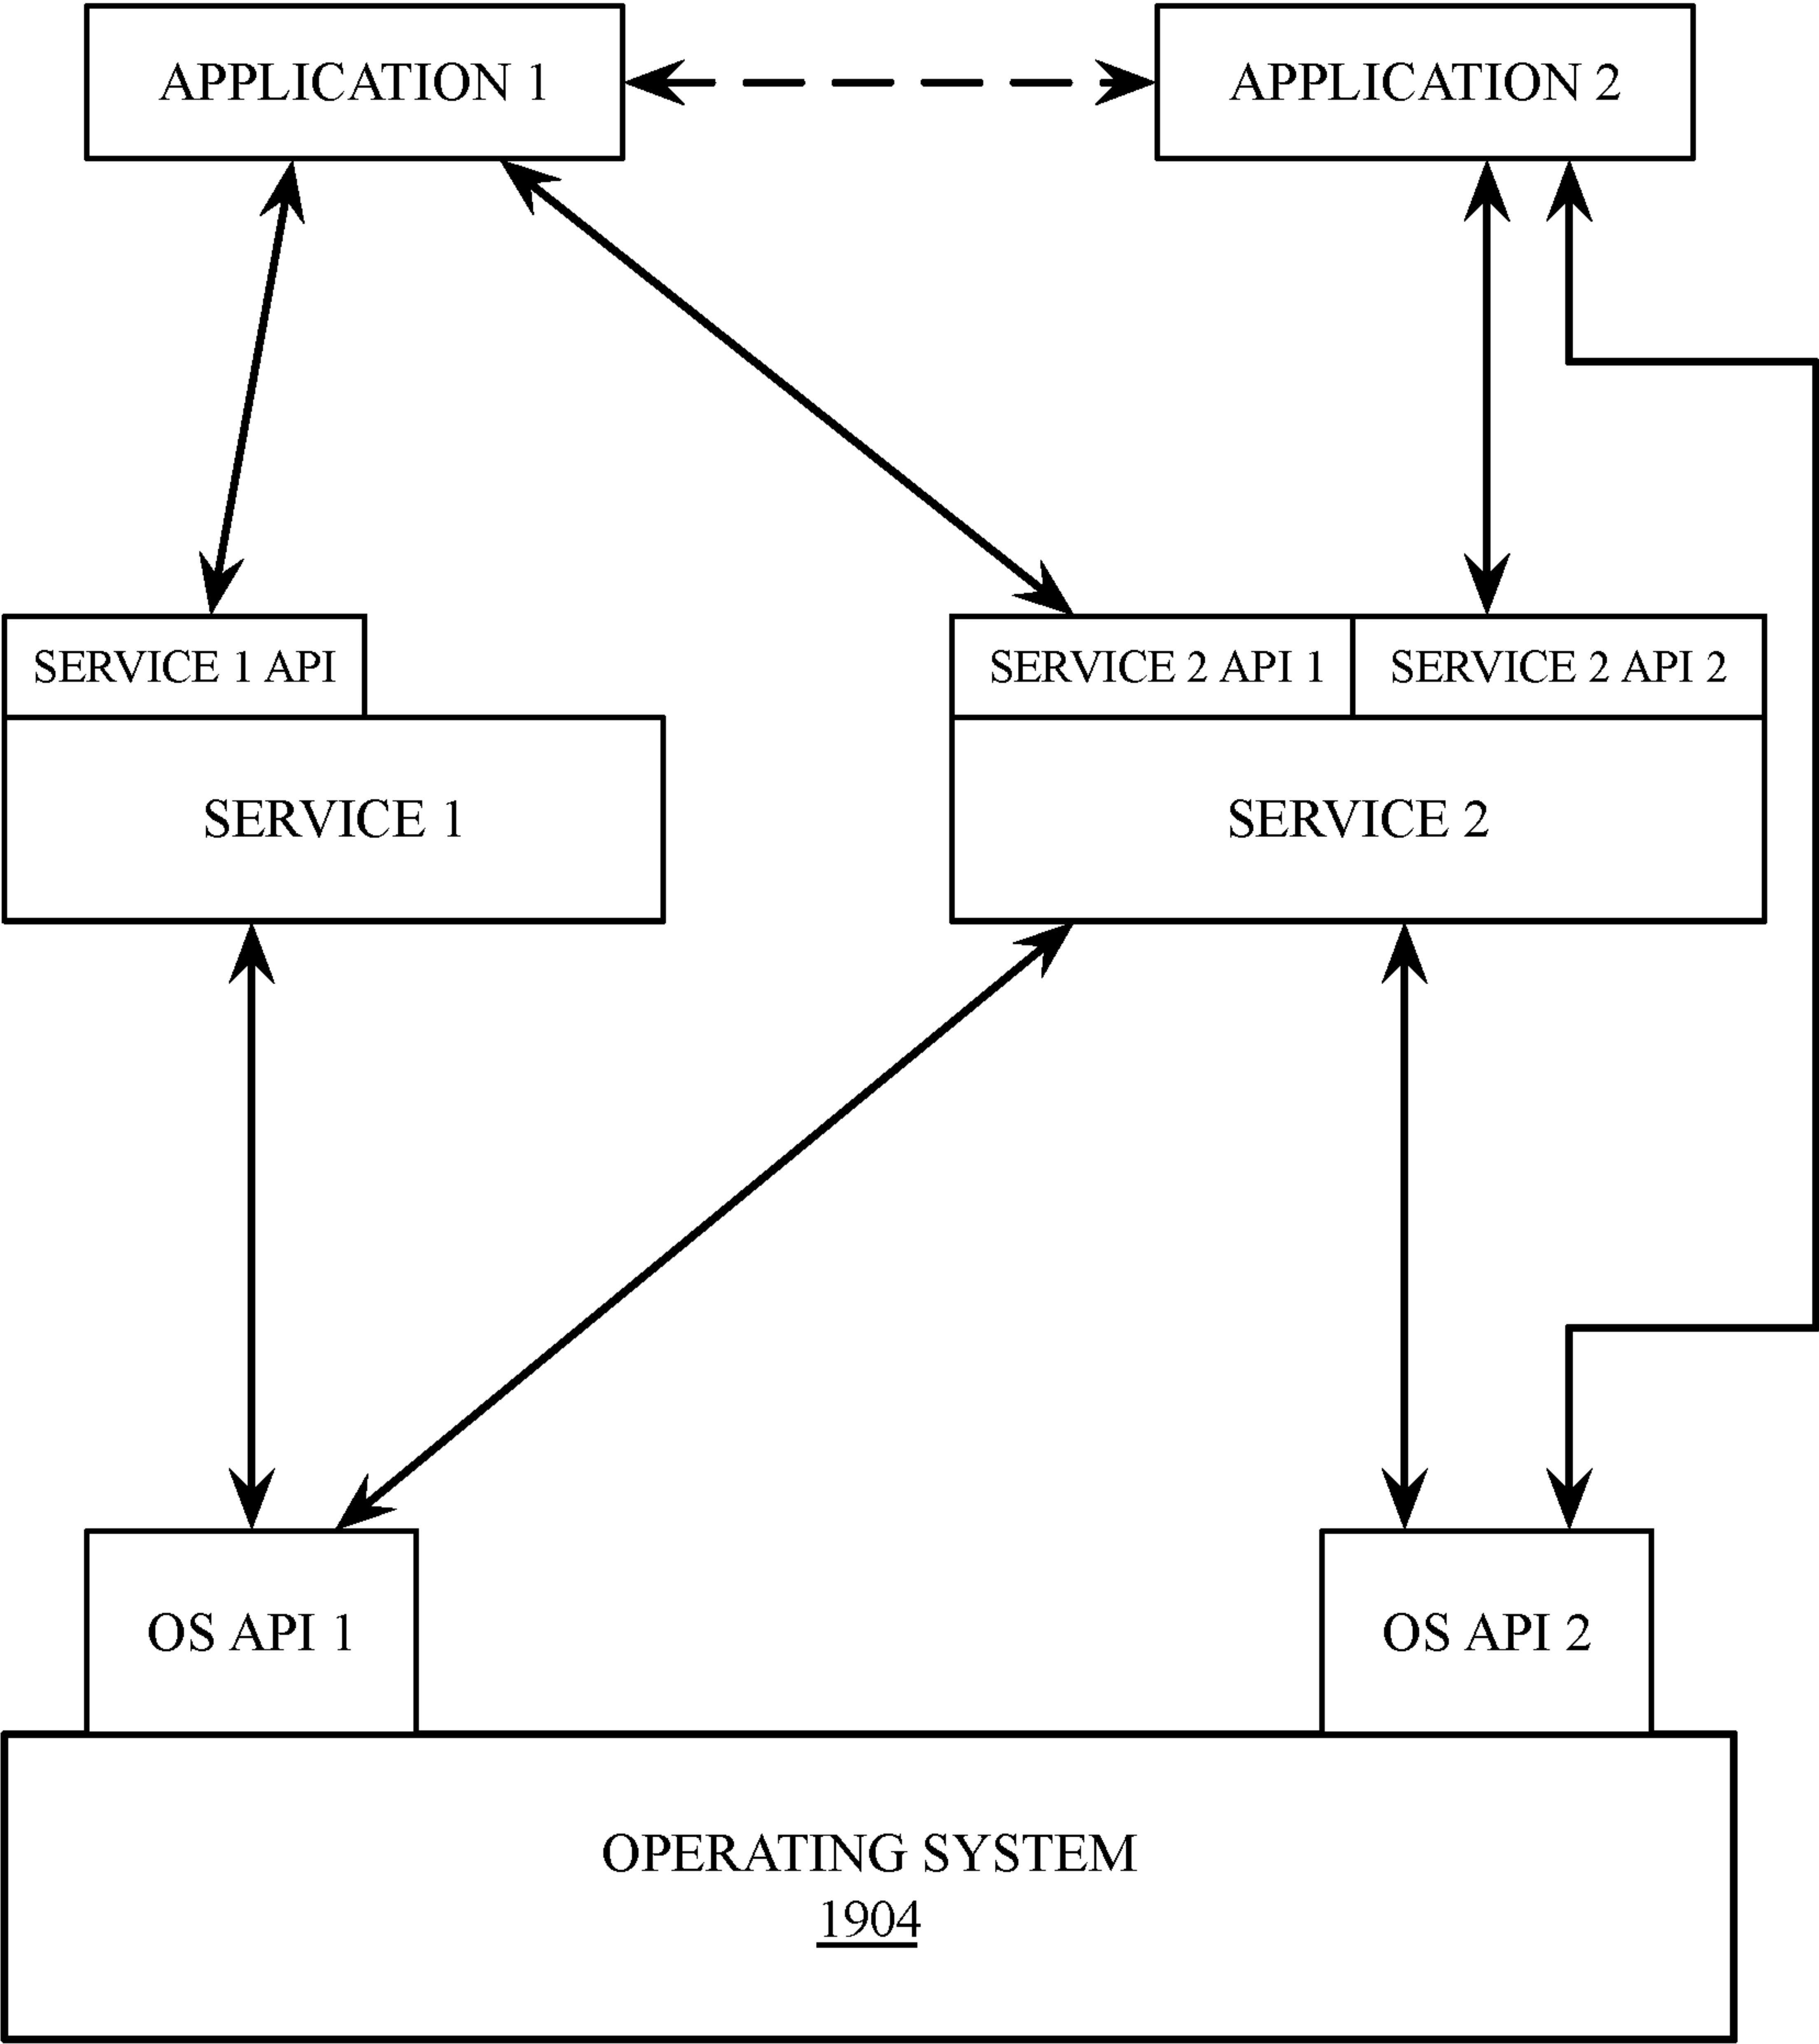 APPLICATION 1
APPLICATION 2
SERVICE 1 API
SERVICE 2 API 1
SERVICE 2 API 2
SERVICE 1
SERVICE 2
OS API 1
OS API 2
OPERATING SYSTEM
1904